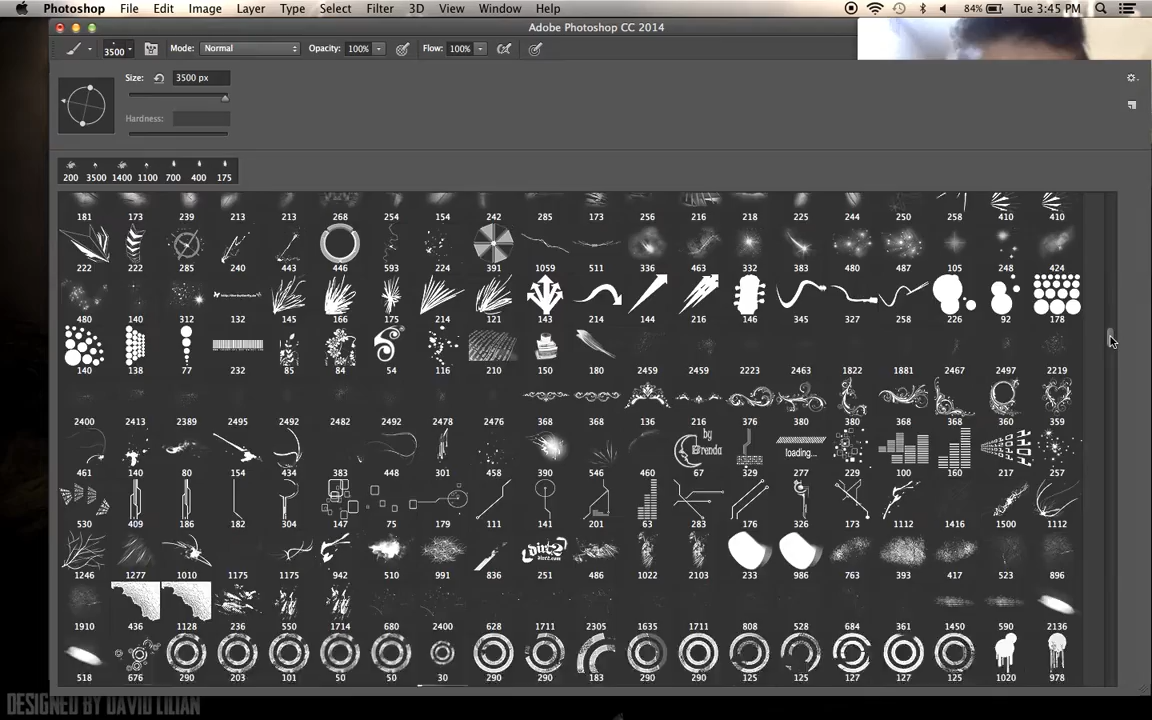 Photoshop File Edit Image Layer Type Select Filter 3D View Window Help 84% Tue 3:45 PM
Adobe Photoshop CC 2014
3500 Mode: Normal Opacity: 100% Flow: 100%
Size: 3500 px
Hardness:
200 3500 1400 1100 700 400 175
181 173 239 213 213 268 254 154 242 285 173 256 216 218 225 244 250 258 410 410
222 222 285 240 443 446 593 224 391 1059 511 336 463 332 383 480 487 105 248 424
480 140 312 132 145 166 175 214 121 143 214 144 216 146 345 327 258 226 92 178
140 138 77 232 85 84 54 116 210 150 180 2459 2459 2223 2463 1822 1881 2467 2497 2219
2400 2413 2389 2495 2492 2482 2492 2478 2476 368 368 136 216 376 380 380 368 368 360 359
by
Brenda
loading...
461 140 80 154 434 383 448 301 458 390 546 460 67 329 277 229 100 160 217 257
530 409 186 182 304 147 75 179 111 141 201 63 283 176 326 173 1112 1416 1500 1112
dirt2
1246 1277 1010 1175 1175 942 510 991 836 251 486 1022 2103 233 986 763 393 417 523 896
1910 436 1128 236 550 1714 680 2400 628 1711 2305 1635 1711 808 528 684 361 1450 590 2136
518 676 290 203 101 50 50 30 290 290 183 290 290 125 125 127 127 125 1020 978
DESIGNED BY DAVID LILIAN